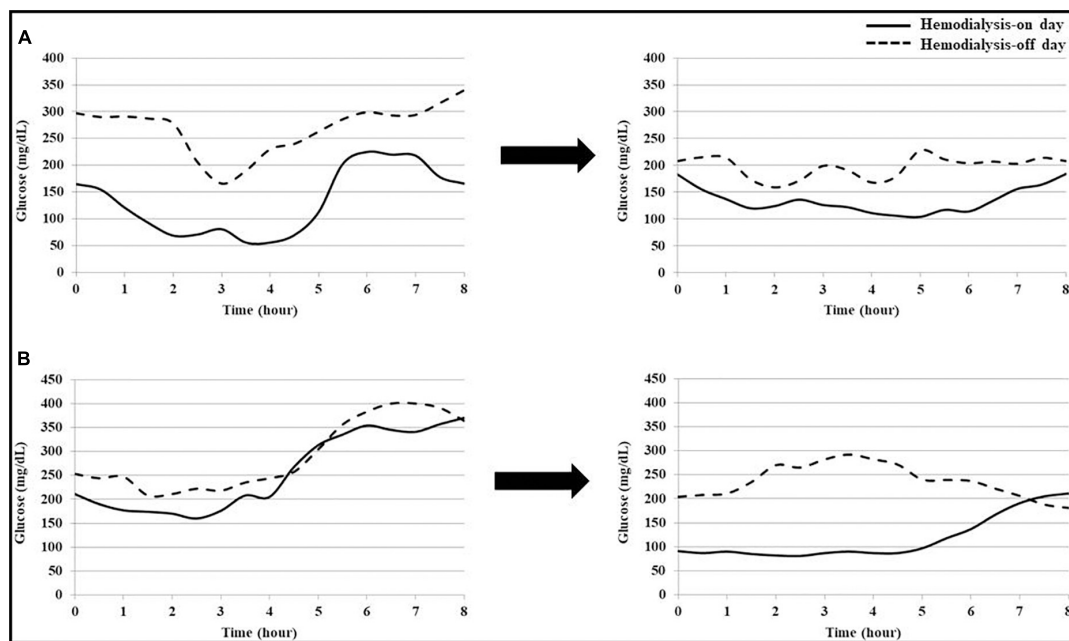 Hemodialysis-on day
Hemodialysis-off day
A
400
350
300
250
200
150
100
50
0
Glucose (mg/dL)
0 1 2 3 4 5 6 7 8
Time (hour)
400
350
300
250
200
150
100
50
0
Glucose (mg/dL)
0 1 2 3 4 5 6 7 8
Time (hour)
B
450
400
350
300
250
200
150
100
50
0
Glucose (mg/dL)
0 1 2 3 4 5 6 7 8
Time (hour)
450
400
350
300
250
200
150
100
50
0
Glucose (mg/dL)
0 1 2 3 4 5 6 7 8
Time (hour)